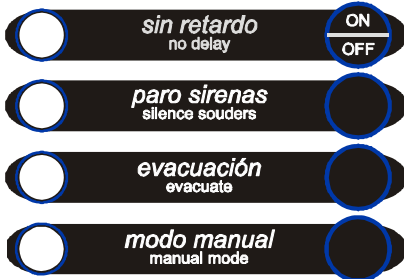 sin retardo
no delay
ON
OFF
paro sirenas
silence souders
evacuación
evacuate
modo manual
manual mode